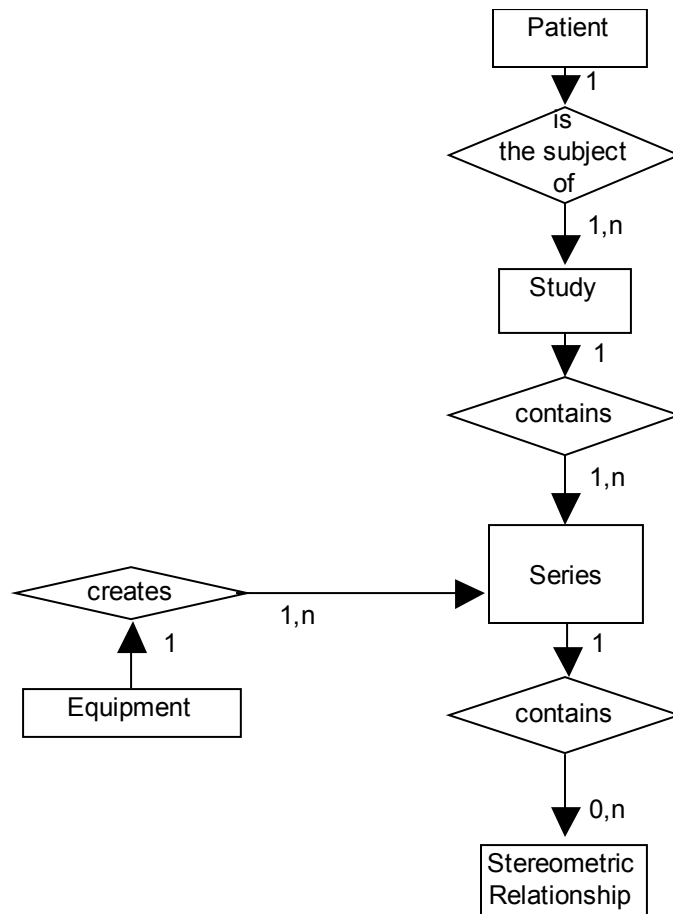 Patient
1
is
the subject
of
1,n
Study
1
contains
1,n
Series
creates
1,n
1
Equipment
1
contains
0,n
Stereometric
Relationship